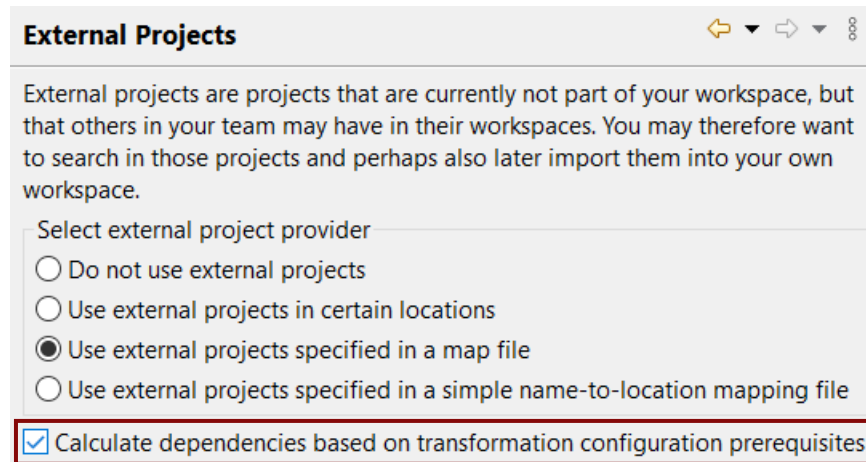 External Projects
External projects are projects that are currently not part of your workspace, but
that others in your team may have in their workspaces. You may therefore want
to search in those projects and perhaps also later import them into your own
workspace.
Select external project provider
Do not use external projects
Use external projects in certain locations
Use external projects specified in a map file
Use external projects specified in a simple name-to-location mapping file
Calculate dependencies based on transformation configuration prerequisites